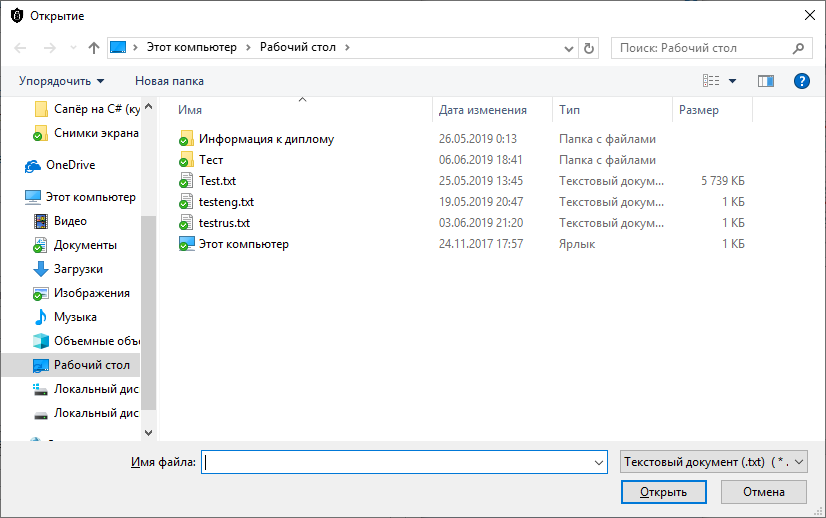 Открытие
Этот компьютер Рабочий стол
Поиск: Рабочий стол
Упорядочить Новая папка
Имя Дата изменения Тип Размер
Сапёр на C# (ку
Снимки экрана
OneDrive
Этот компьютер
Видео
Документы
Загрузки
Изображения
Музыка
Объемные объе
Рабочий стол
Локальный дис
Локальный дис
Информация к диплому 26.05.2019 0:13 Папка с файлами
Тест 06.06.2019 18:41 Папка с файлами
Test.txt 25.05.2019 13:45 Текстовый докум... 5 739 КБ
testeng.txt 19.05.2019 20:47 Текстовый докум... 1 КБ
testrus.txt 03.06.2019 21:20 Текстовый докум... 1 КБ
Этот компьютер 24.11.2017 17:57 Ярлык 1 КБ
Имя файла:
Текстовый документ (.txt) ( * .
Открыть Отмена